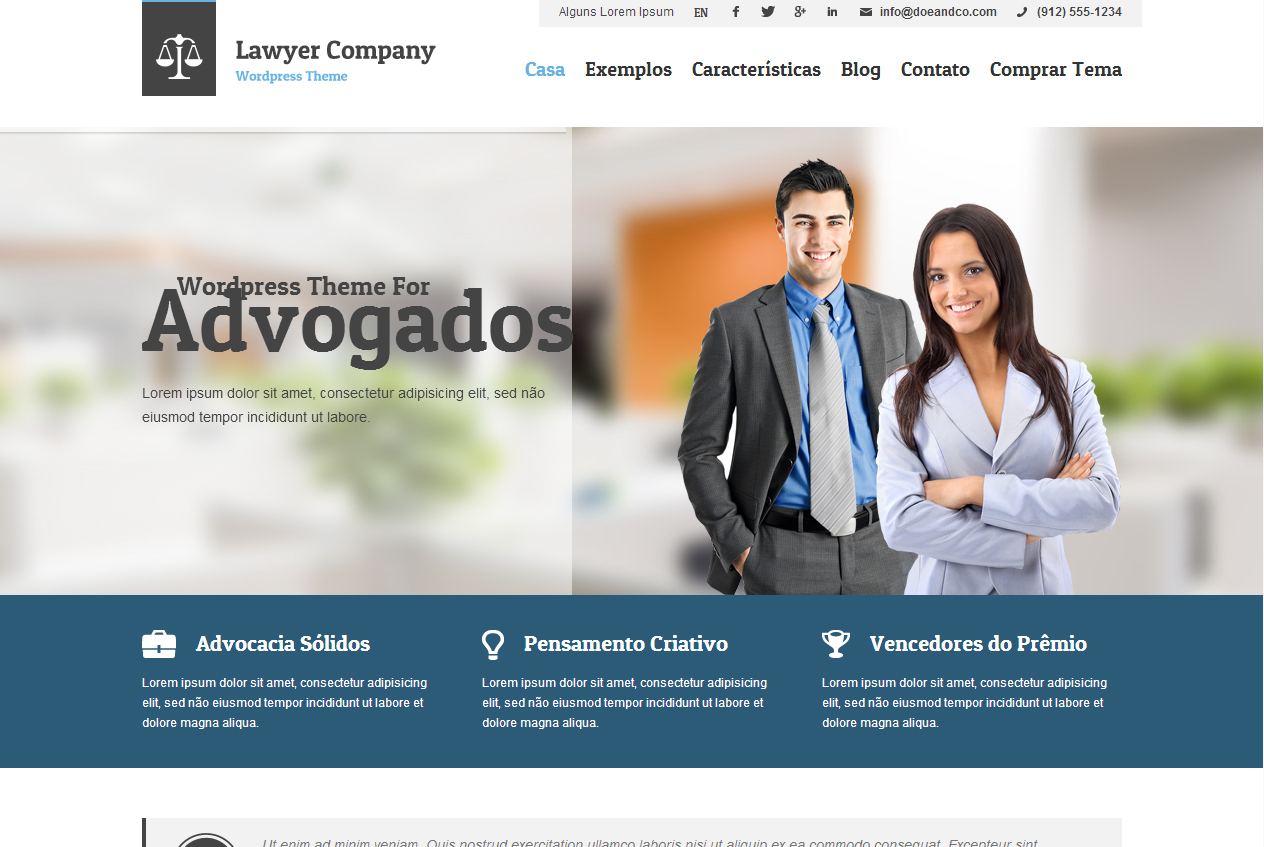 Alguns Lorem Ipsum EN info@doeandco.com (912) 555-1234
Lawyer Company
Wordpress Theme
Casa Exemplos Características Blog Contato Comprar Tema
Wordpress Theme For
Advogados
Lorem ipsum dolor sit amet, consectetur adipisicing elit, sed não
eiusmod tempor incididunt ut labore.
Advocacia Sólidos
Lorem ipsum dolor sit amet, consectetur adipisicing
elit, sed não eiusmod tempor incididunt ut labore et
dolore magna aliqua.
Pensamento Criativo
Lorem ipsum dolor sit amet, consectetur adipisicing
elit, sed não eiusmod tempor incididunt ut labore et
dolore magna aliqua.
Vencedores do Prêmio
Lorem ipsum dolor sit amet, consectetur adipisicing
elit, sed não eiusmod tempor incididunt ut labore et
dolore magna aliqua.
Ut enim ad minim veniam, Quis nostrud exercitation ullamco laboris nisi ut aliquip ex ea commodo consequat. Excepteur sint